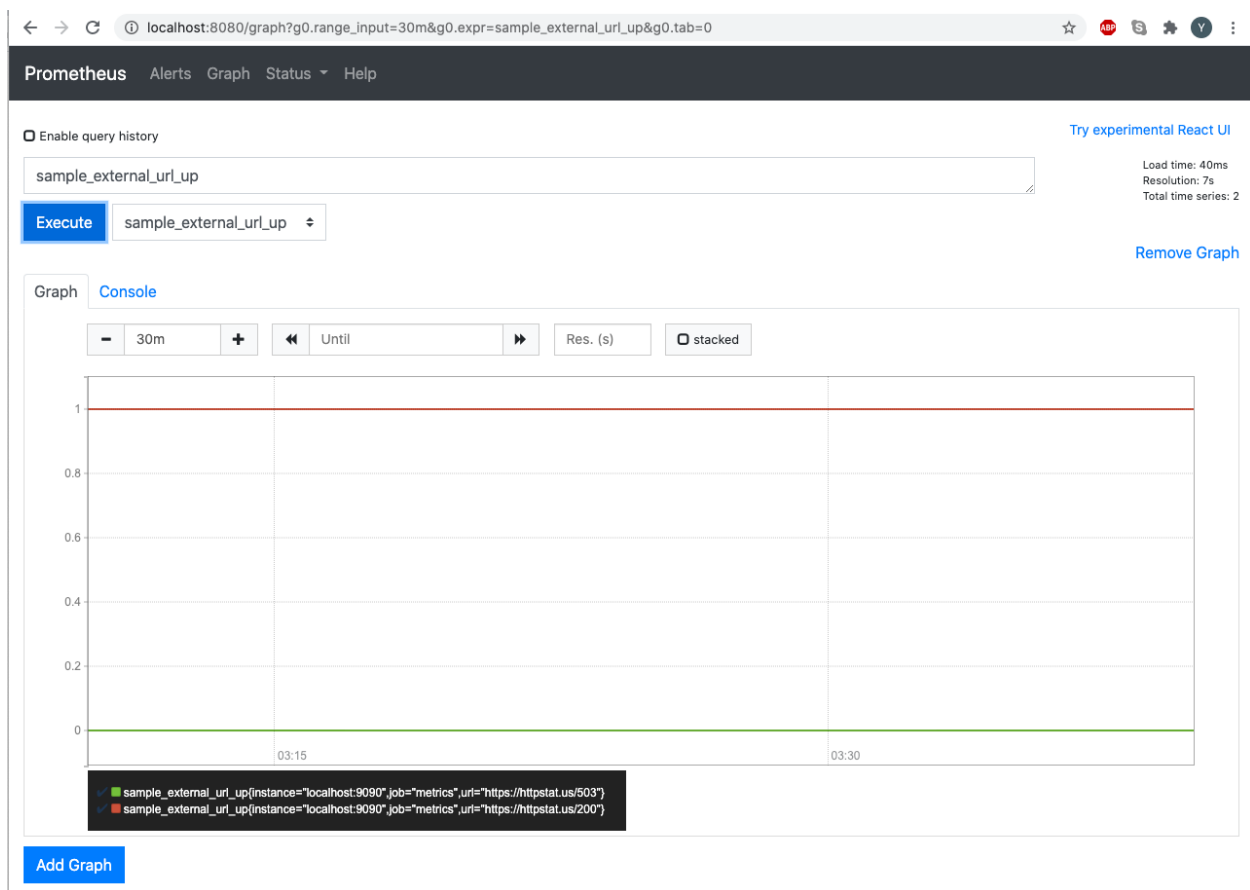 localhost:8080/graph?g0.range_input=30m&g0.expr=sample_external_url_up&g0.tab=0
ABP
S
Y
Prometheus Alerts Graph Status Help
Enable query history
Try experimental React UI
sample_external_url_up
Load time: 40ms
Resolution: 7s
Total time series: 2
Execute sample_external_url_up
Remove Graph
Graph Console
30m Until Res. (s) stacked
1
0.8
0.6
0.4
0.2
0
03:15 03:30
sample_external_url_up{instance="localhost:9090",job="metrics",url="https://httpstat.us/503"}
sample_external_url_up{instance="localhost:9090",job="metrics",url="https://httpstat.us/200"}
Add Graph